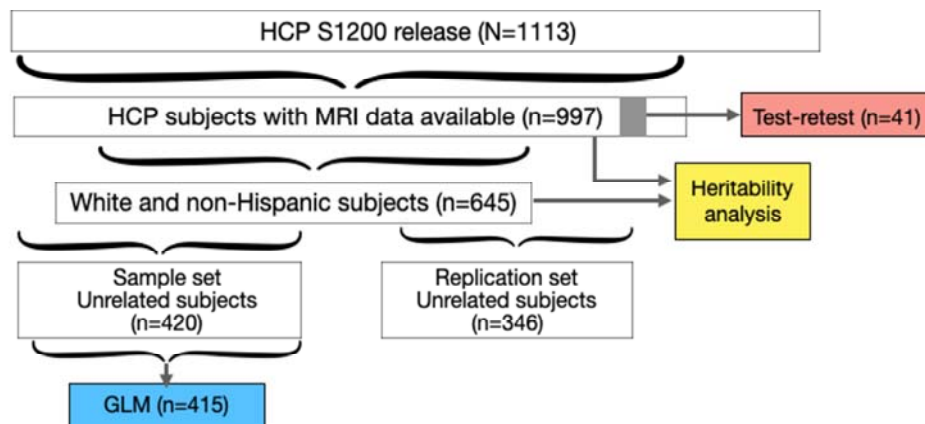 HCP S1200 release (N=1113)
HCP subjects with MRI data available (n=997)
Test-retest (n=41)
Heritability
analysis
White and non-Hispanic subjects (n=645)
Sample set
Unrelated subjects
(n=420)
Replication set
Unrelated subjects
(n=346)
GLM (n=415)